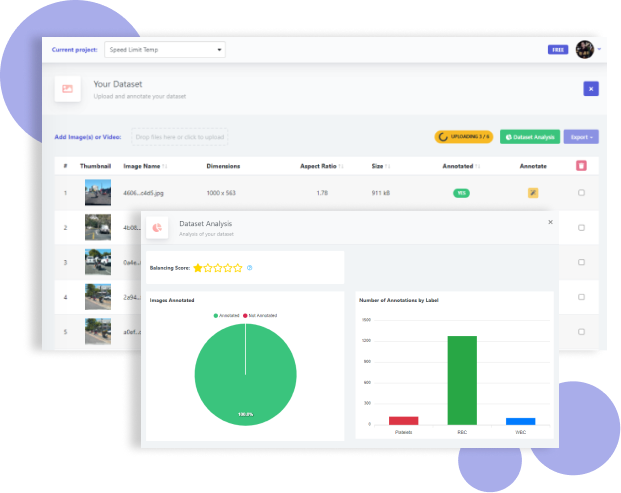 Current project: Speed Limit Temp FREE
Your Dataset
Upload and annotate your dataset
Add Image(s) or Video: Drop files here or click to upload UPLOADING 3 / 6 Dataset Analysis Export
# Thumbnail Image Name Dimensions Aspect Ratio Size Annotated Annotate
1 4606...c4d5.jpg 1000 x 563 1.78 911 kB YES
2 4b08...
3 0a4e...
4 2a94...
5 a0ef...
Dataset Analysis
Analysis of your dataset
Balancing Score:
Images Annotated
Annotated Not Annotated
100.0%
Number of Annotations by Label
1500
1200
900
600
300
0
Platelets RBC WBC